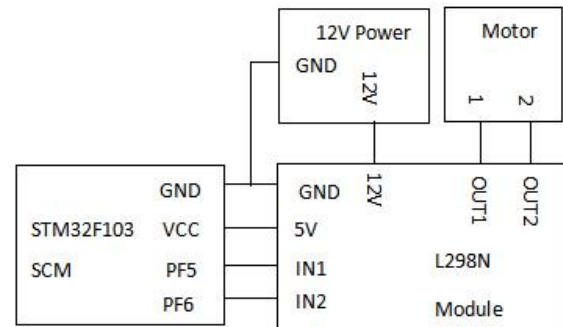 12V Power
GND
12V
Motor
1
2
GND
STM32F103
VCC
SCM
PF5
PF6
GND
12V
OUT1
OUT2
5V
IN1
L298N
IN2
Module